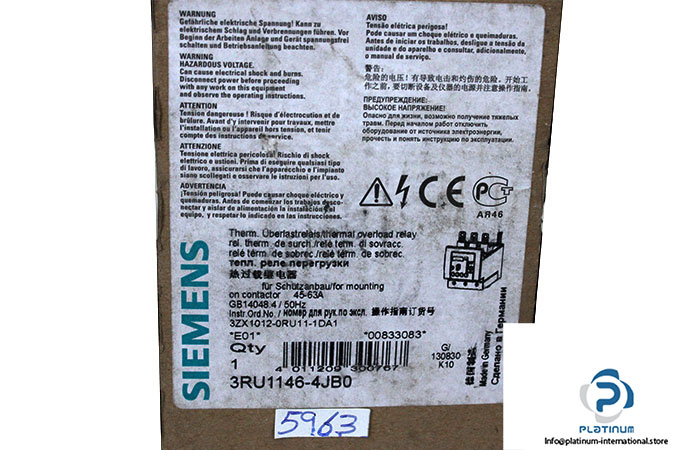 WARNUNG
Gefährliche elektrische Spannung! Kann zu
elektrischem Schlag und Verbrennungen führen. Vor
Beginn der Arbeiten Anlage und Gerät spannungsfrei
schalten und Betriebsanleitung beachten.
WARNING
HAZARDOUS VOLTAGE.
Can cause electrical shock and burns.
Disconnect power before proceeding
with any work on this equipment
and observe the operating instructions.
ATTENTION
Tension dangereuse ! Risque d'électrocution et de
brûlure. Avant d'y intervenir pour travaux, mettre
l'installation ou l'appareil hors tension, et tenir
compte des instructions.
ATTENZIONE
Tensione elettrica pericolosa! Rischio di shock
elettrico e ustioni. Prima di eseguire qualsiasi tipo
di lavoro, assicurarsi che l'apparecchio e l'impianto
siano scollegati e osservare le istruzioni per l'uso.
ADVERTENCIA
¡Tensión peligrosa! Puede causar choque eléctrico y
quemaduras. Antes de comenzar los trabajos desco-
nectar y aislar de alimentación la instalación o el
equipo, y respetar lo indicado en las instrucciones.
AVISO
Tensão elétrica perigosa!
Pode causar um choque elétrico e queimaduras.
Antes de iniciar os trabalhos, desligue a tensão da
unidade e do aparelho e consultar, adicionalmente,
o manual de serviço.
警告:
危险的电压！有导致电击和灼伤的危险。开始工
作之前，要切断设备及仪器的电源并注意操作指南。
ПРЕДУПРЕЖДЕНИЕ:
ВЫСОКОЕ НАПРЯЖЕНИЕ!
Опасно для жизни, возможно получение тяжелых
травм. Перед началом работ отключить
оборудование от источника электроэнергии,
прочесть и понять инструкцию по эксплуатации.
CE
АЯ46
SIEMENS
Therm. Überlastrelais/thermal overload relay
rel. therm. de surch./relè term. di sovracc.
relé térm. de sobrec./relé térm. de sobrec.
тепл. реле перегрузки
热过载继电器
für Schützanbau/for mounting
on contactor 45-63A
GB14048.4 / 50Hz
Instr.Ord.No./ номер для рук.по экспл. 操作指南订货号
3ZX1012-0RU11-1DA1
"E01" "00833083"
Qty
1
4 011209 300767
3RU1146-4JB0
G/
130830
K10
德国制造
Made in Germany
Сделано в Германии
5963
PLATINUM
Info@platinum-international.store